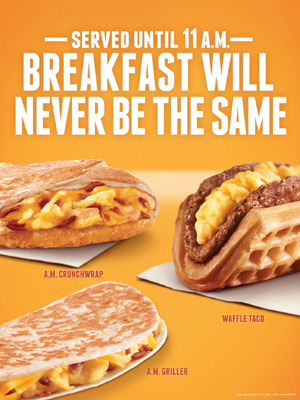 SERVED UNTIL 11 A.M.
BREAKFAST WILL
NEVER BE THE SAME
A.M. CRUNCHWRAP
WAFFLE TACO
A.M. GRILLER